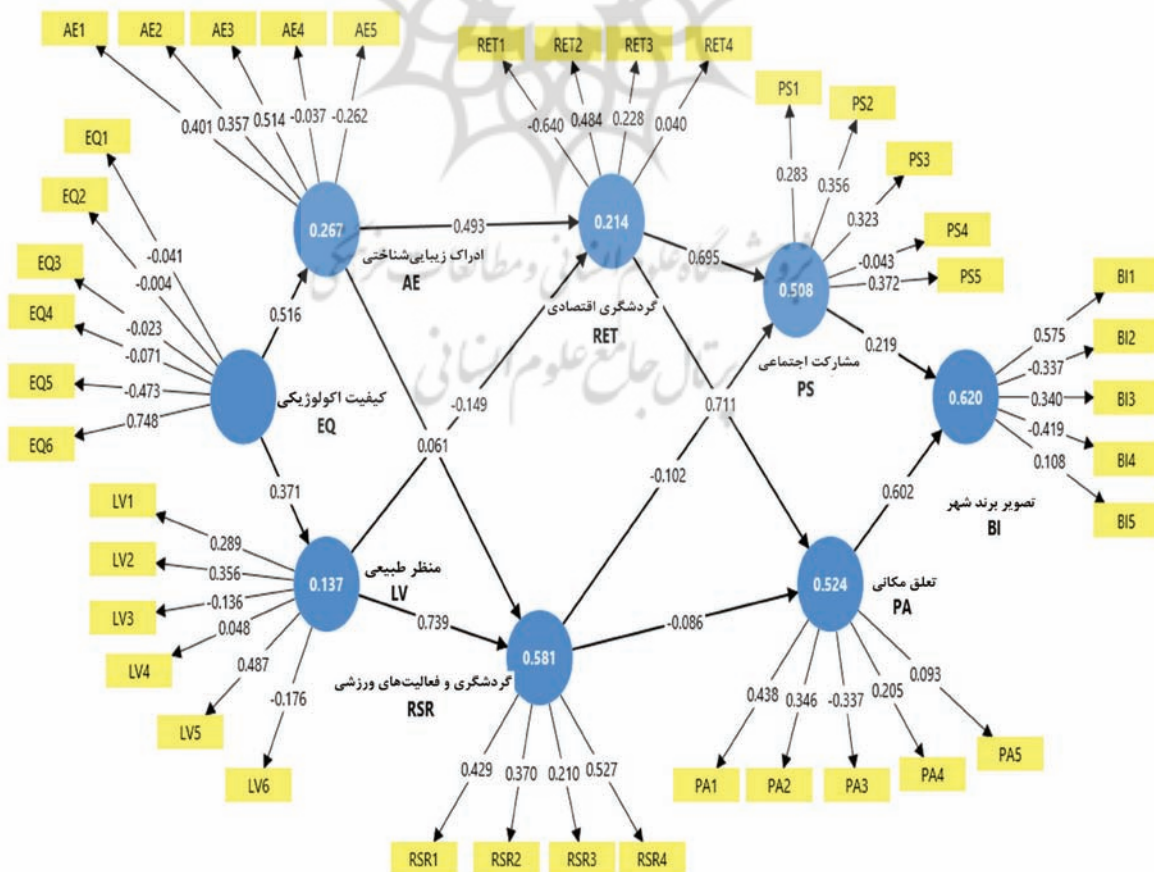 AE1
AE2
AE3
AE4
AE5
RET1
RET2
RET3
RET4
0.401
0.357
0.514
-0.037
-0.262
-0.640
0.484
0.228
0.040
PS1
PS2
PS3
PS4
PS5
0.283
0.356
0.323
-0.043
0.372
EQ1
EQ2
EQ3
EQ4
EQ5
EQ6
-0.041
-0.004
-0.023
-0.071
-0.473
0.748
0.267
ادراک زیبایی‌شناختی
AE
0.493
0.214
گردشگری اقتصادی
RET
0.695
0.508
مشارکت اجتماعی
PS
پژوهشگاه علوم انسانی و مطالعات فرهنگی
پرتال جامع علوم انسانی
0.516
کیفیت اکولوژیکی
EQ
0.371
-0.149
0.061
0.711
-0.102
0.219
0.602
0.620
تصویر برند شهر
BI
BI1
BI2
BI3
BI4
BI5
0.575
-0.337
0.340
-0.419
0.108
LV1
LV2
LV3
LV4
LV5
LV6
0.289
0.356
-0.136
0.048
0.487
-0.176
0.137
منظر طبیعی
LV
0.739
0.581
گردشگری و فعالیت‌های ورزشی
RSR
-0.086
0.524
تعلق مکانی
PA
0.429
0.370
0.210
0.527
RSR1
RSR2
RSR3
RSR4
0.438
0.346
-0.337
0.205
0.093
PA1
PA2
PA3
PA4
PA5